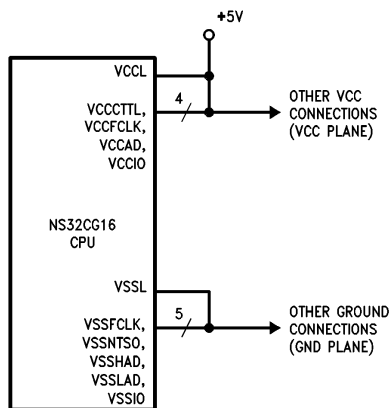 +5V
VCCL
4
VCCCTTL,
VCCFCLK,
VCCAD,
VCCIO
OTHER VCC
CONNECTIONS
(VCC PLANE)
NS32CG16
CPU
VSSL
5
VSSFCLK,
VSSNTSO,
VSSHAD,
VSSLAD,
VSSIO
OTHER GROUND
CONNECTIONS
(GND PLANE)